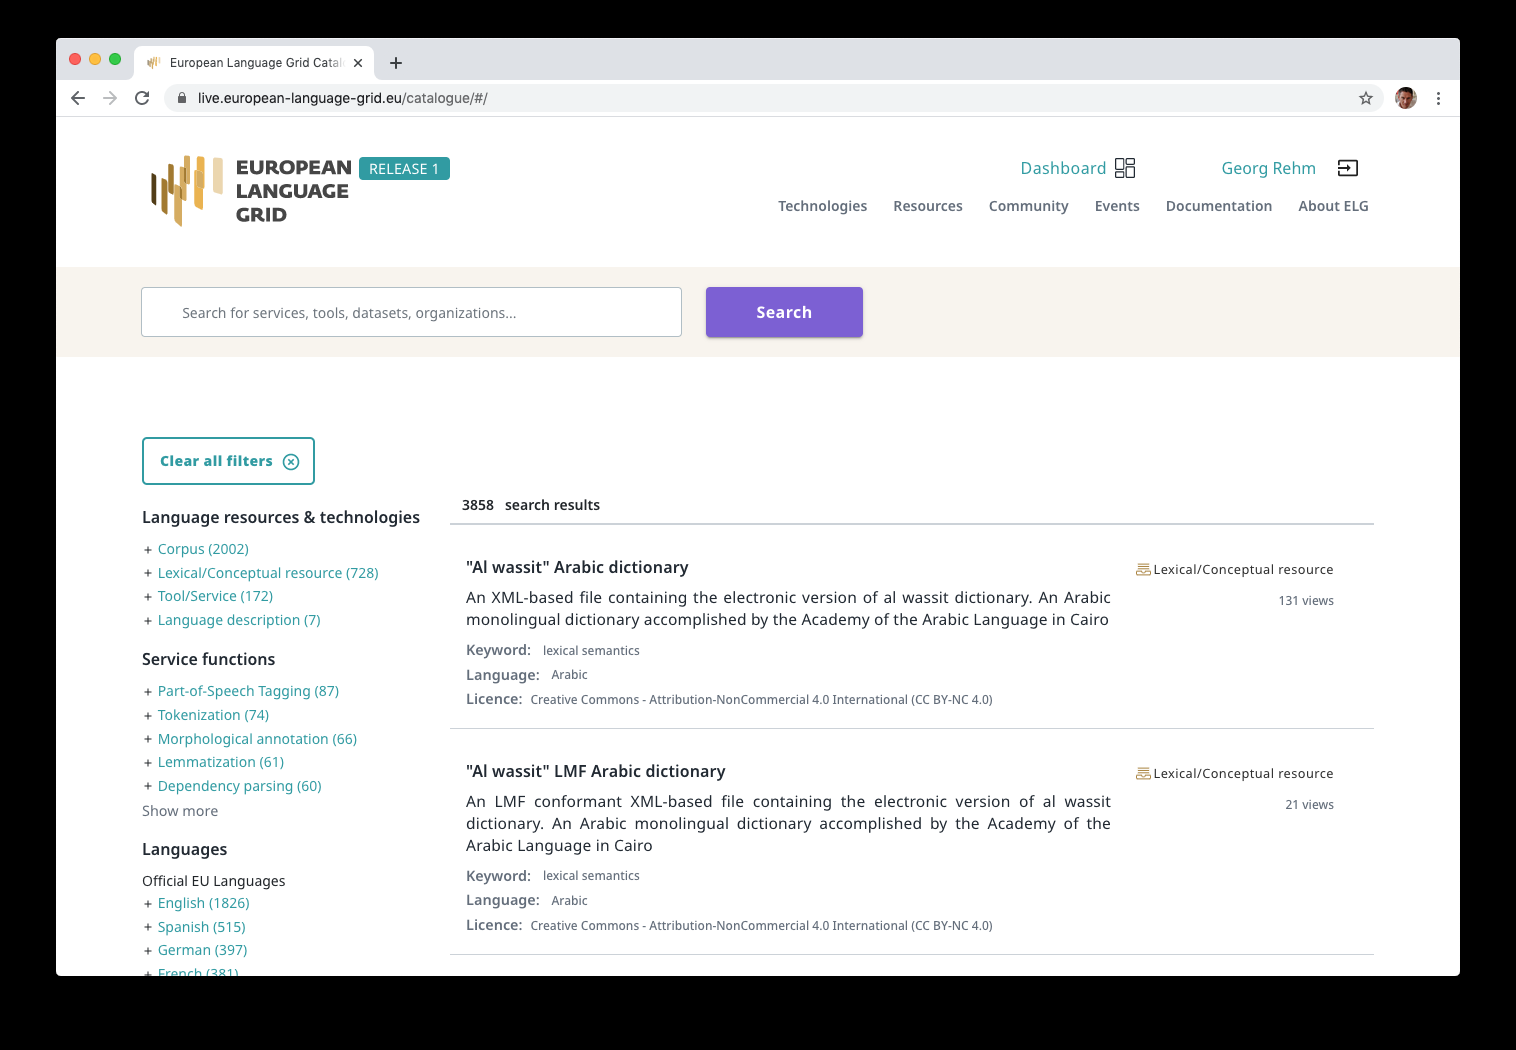 European Language Grid Catal
live.european-language-grid.eu/catalogue/#/
EUROPEAN
LANGUAGE
GRID
RELEASE 1
Dashboard
Georg Rehm
Technologies Resources Community Events Documentation About ELG
Search for services, tools, datasets, organizations...
Search
Clear all filters
Language resources & technologies
+ Corpus (2002)
+ Lexical/Conceptual resource (728)
+ Tool/Service (172)
+ Language description (7)
Service functions
+ Part-of-Speech Tagging (87)
+ Tokenization (74)
+ Morphological annotation (66)
+ Lemmatization (61)
+ Dependency parsing (60)
Show more
Languages
Official EU Languages
+ English (1826)
+ Spanish (515)
+ German (397)
+ French (381)
3858 search results
"Al wassit" Arabic dictionary
Lexical/Conceptual resource
131 views
An XML-based file containing the electronic version of al wassit dictionary. An Arabic
monolingual dictionary accomplished by the Academy of the Arabic Language in Cairo
Keyword: lexical semantics
Language: Arabic
Licence: Creative Commons - Attribution-NonCommercial 4.0 International (CC BY-NC 4.0)
"Al wassit" LMF Arabic dictionary
Lexical/Conceptual resource
21 views
An LMF conformant XML-based file containing the electronic version of al wassit
dictionary. An Arabic monolingual dictionary accomplished by the Academy of the
Arabic Language in Cairo
Keyword: lexical semantics
Language: Arabic
Licence: Creative Commons - Attribution-NonCommercial 4.0 International (CC BY-NC 4.0)